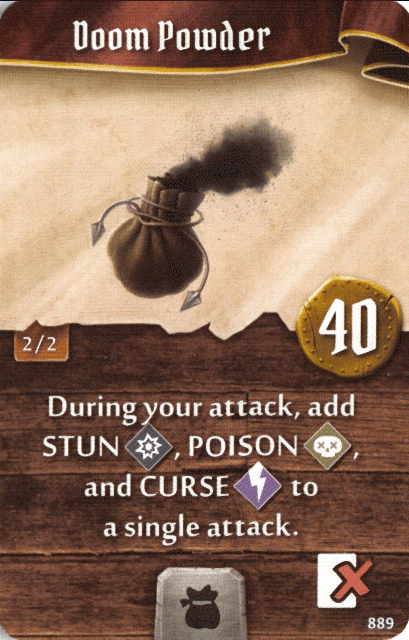 Doom Powder
2/2
40
During your attack, add
STUN, POISON,
and CURSE to
a single attack.
889